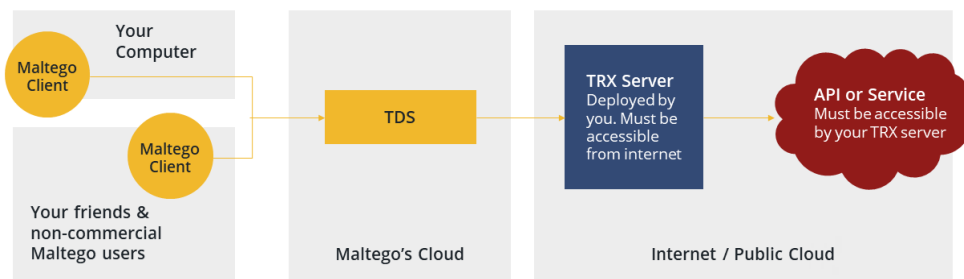 Your
Computer
Maltego
Client
Maltego
Client
Your friends &
non-commercial
Maltego users
TDS
Maltego's Cloud
TRX Server
Deployed by
you. Must be
accessible
from internet
API or Service
Must be accessible
by your TRX server
Internet / Public Cloud